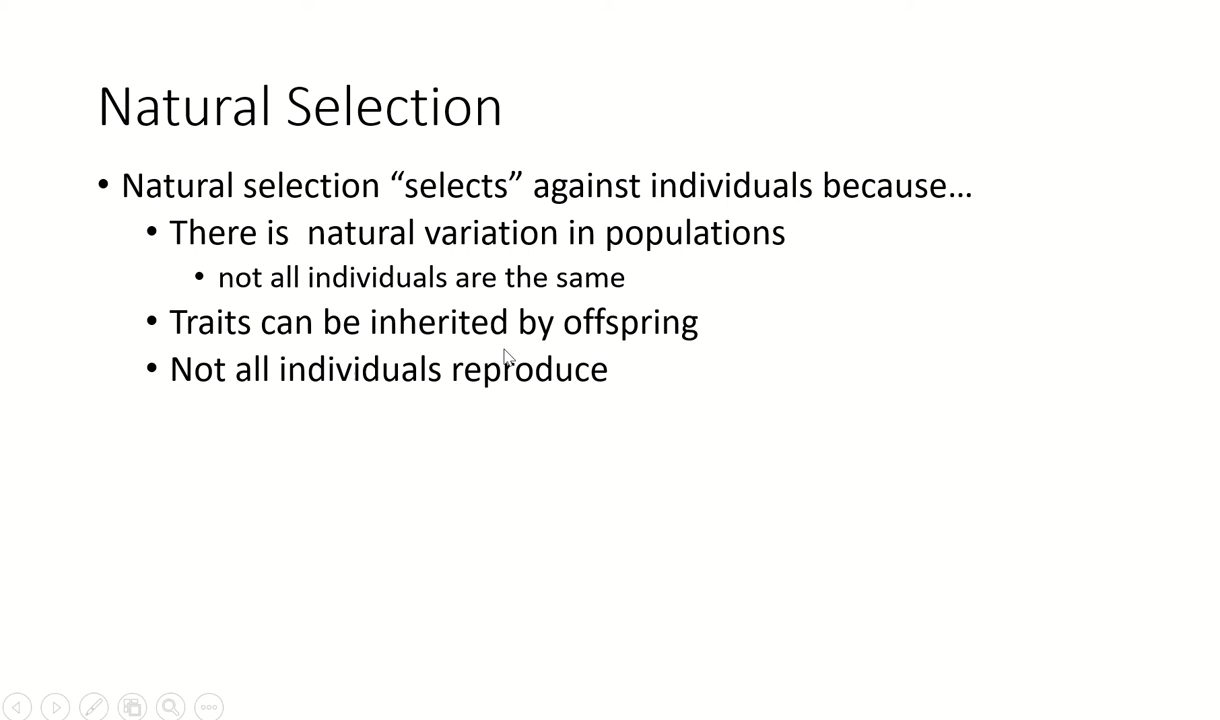 Natural Selection
• Natural selection “selects” against individuals because…
• There is  natural variation in populations
• not all individuals are the same
• Traits can be inherited by offspring
• Not all individuals reproduce